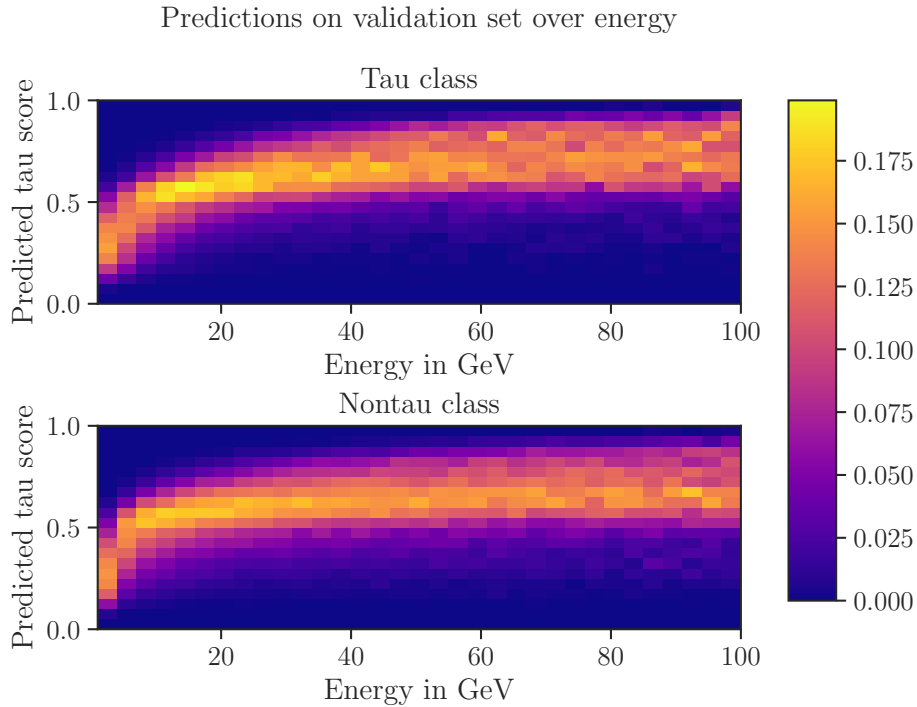 Predictions on validation set over energy
Tau class
Predicted tau score
1.0
0.5
0.0
20 40 60 80 100
Energy in GeV
Nontau class
Predicted tau score
1.0
0.5
0.0
20 40 60 80 100
Energy in GeV
0.175
0.150
0.125
0.100
0.075
0.050
0.025
0.000